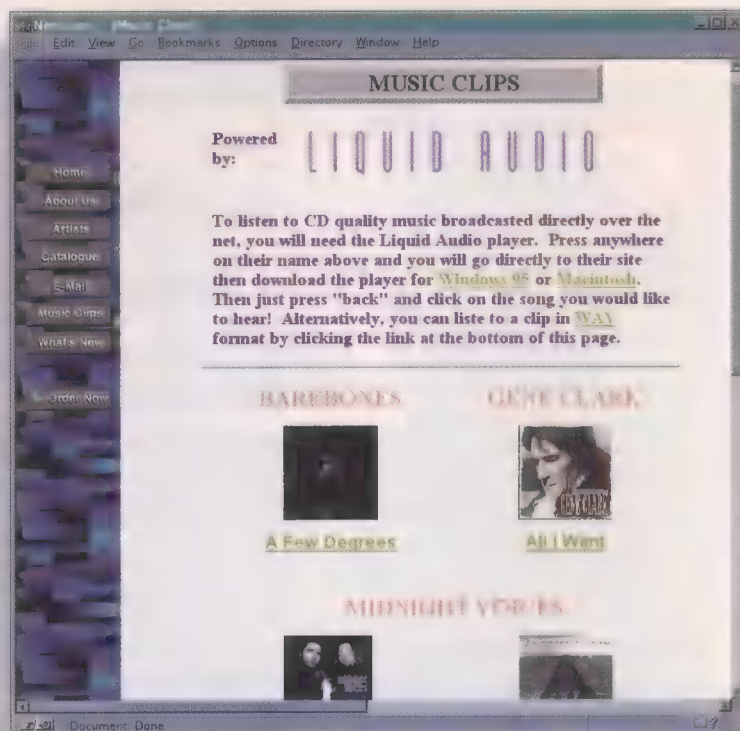 File Edit View Go Bookmarks Options Directory Window Help
MUSIC CLIPS
Powered
by:
LIQUID AUDIO
Home
About Us
Artists
Catalogue
E-Mail
Music Clips
What's New
Order Now
To listen to CD quality music broadcasted directly over the
net, you will need the Liquid Audio player. Press anywhere
on their name above and you will go directly to their site
then download the player for Windows 95 or Macintosh.
Then just press "back" and click on the song you would like
to hear! Alternatively, you can liste to a clip in WAV
format by clicking the link at the bottom of this page.
BAREBONES
GENE CLARK
GENE CLARK
A Few Degrees
All I Want
MIDNIGHT VOICES
Document: Done